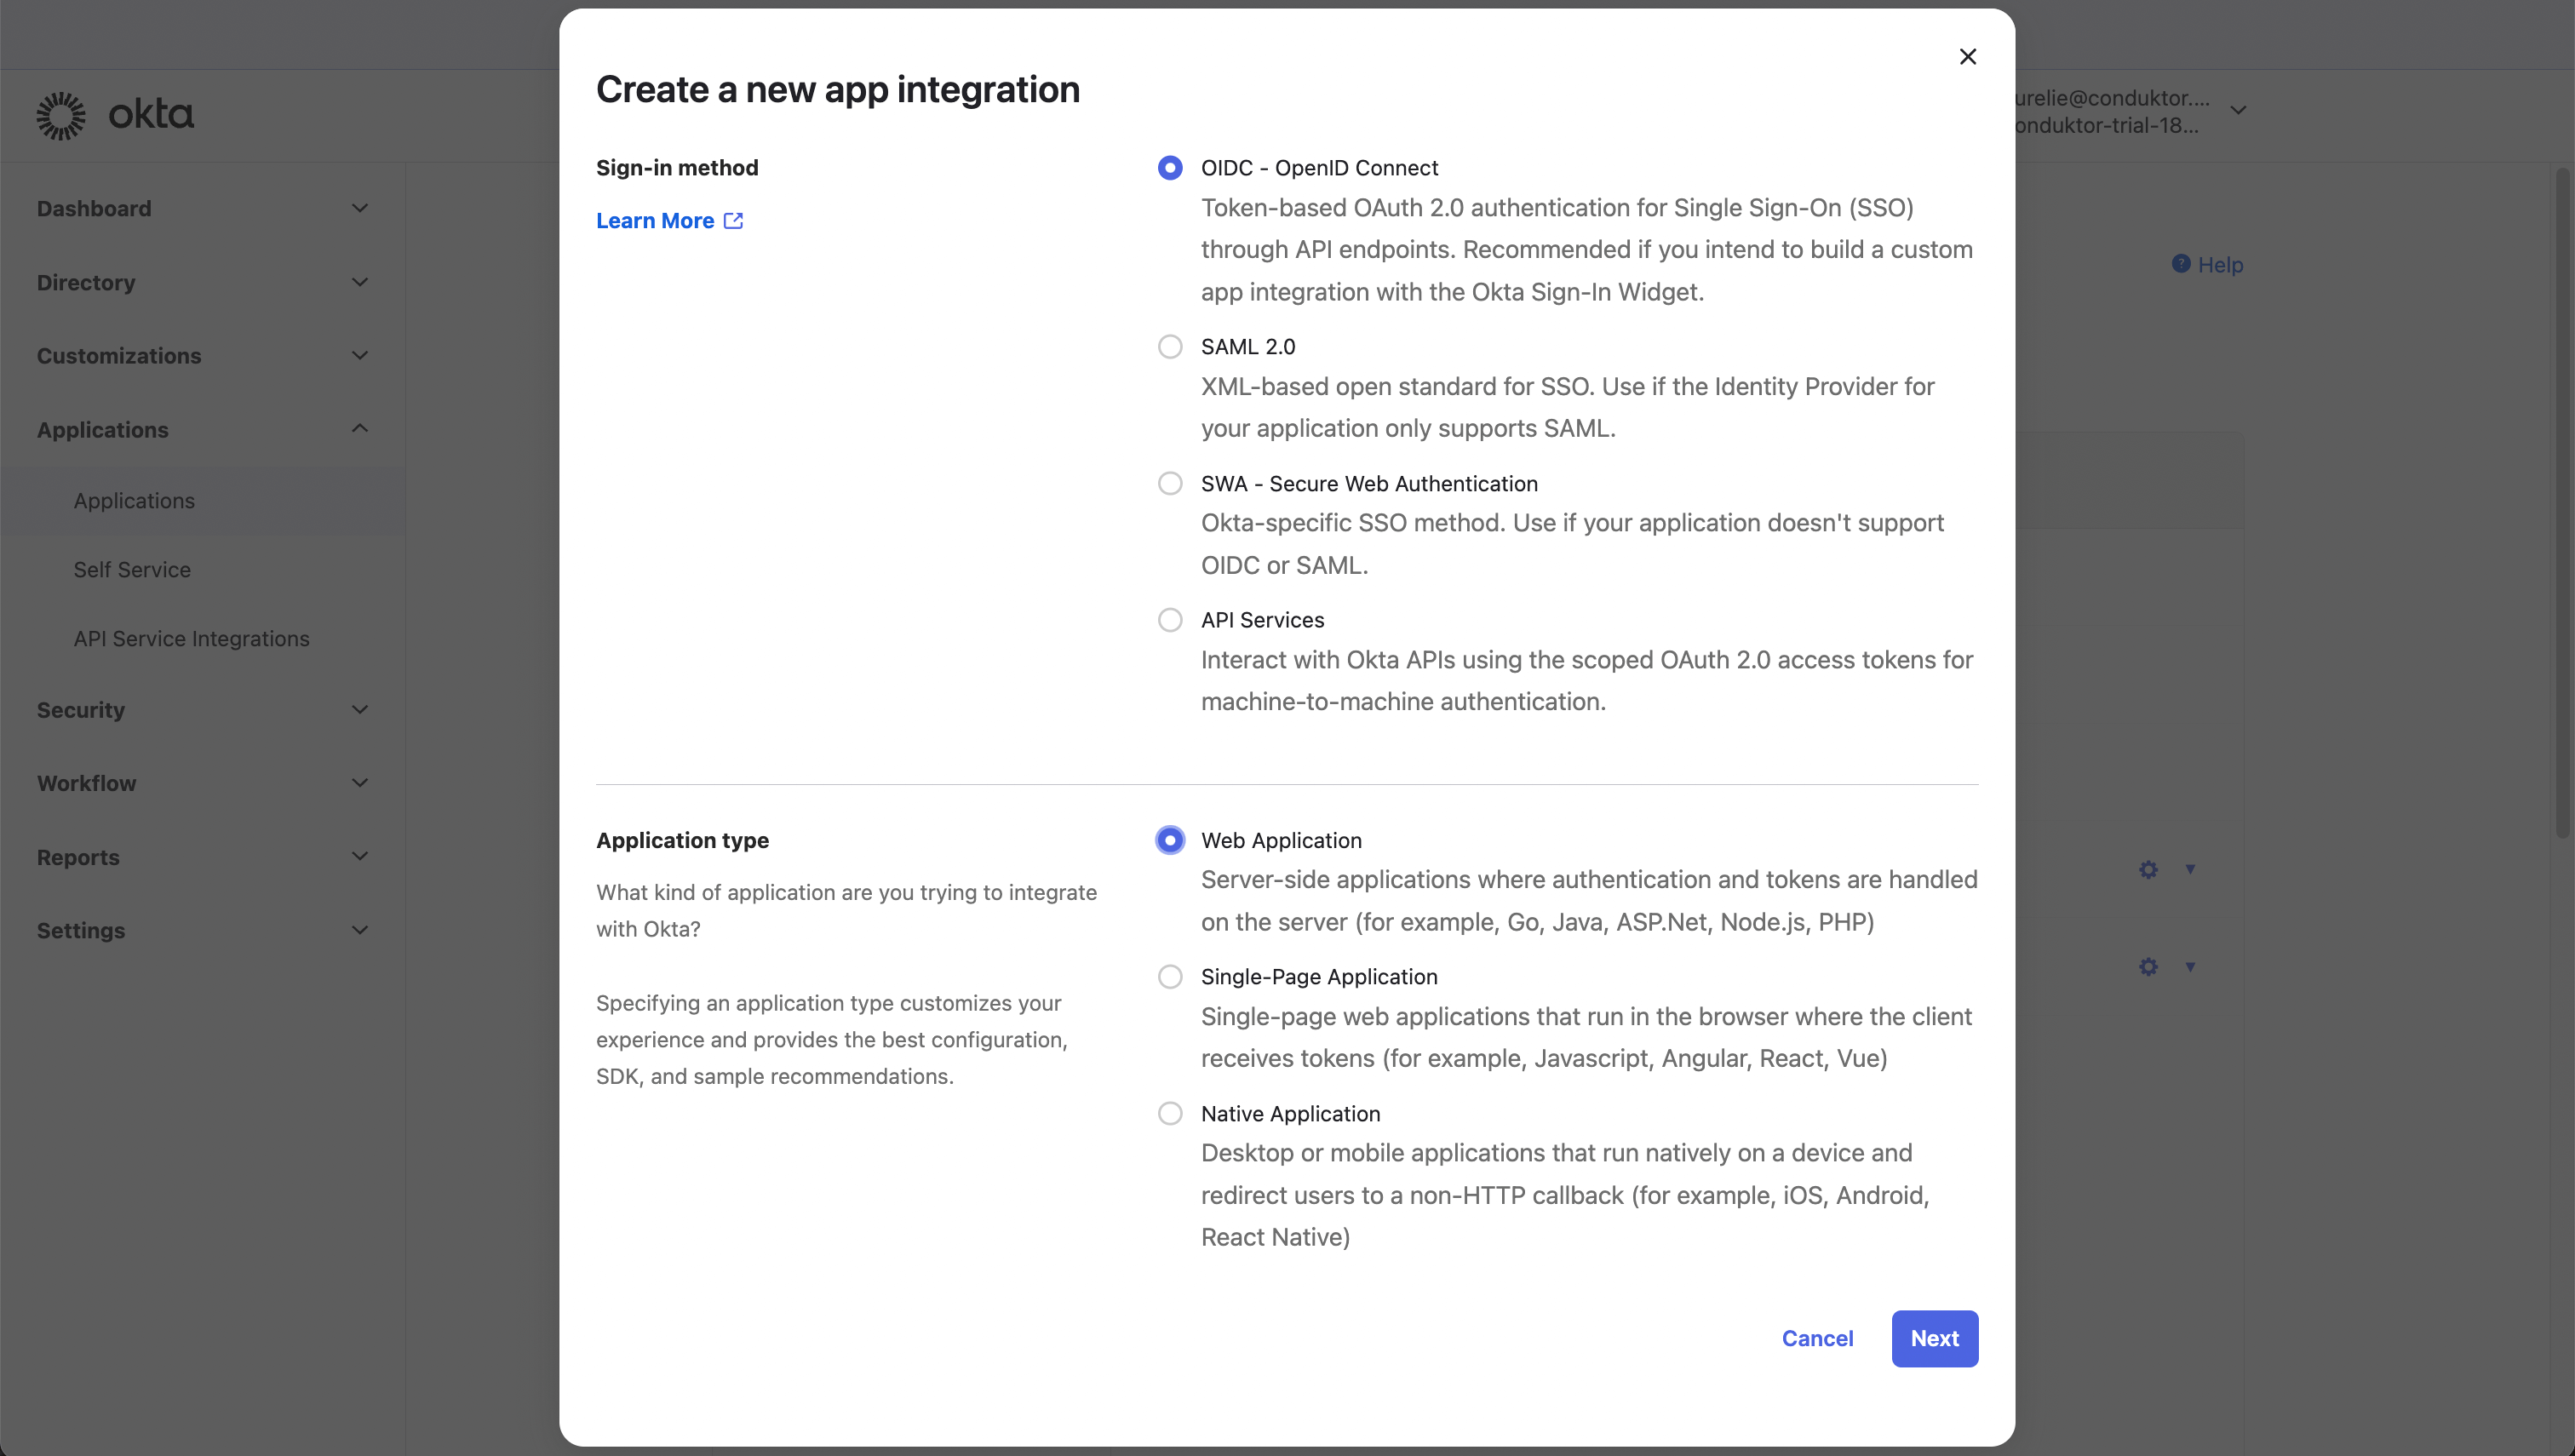 okta
urelie@conduktor....
onduktor-trial-18...
Dashboard
Directory
Customizations
Applications
Applications
Self Service
API Service Integrations
Security
Workflow
Reports
Settings
Help
Create a new app integration
Sign-in method
Learn More
OIDC - OpenID Connect
Token-based OAuth 2.0 authentication for Single Sign-On (SSO)
through API endpoints. Recommended if you intend to build a custom
app integration with the Okta Sign-In Widget.
SAML 2.0
XML-based open standard for SSO. Use if the Identity Provider for
your application only supports SAML.
SWA - Secure Web Authentication
Okta-specific SSO method. Use if your application doesn't support
OIDC or SAML.
API Services
Interact with Okta APIs using the scoped OAuth 2.0 access tokens for
machine-to-machine authentication.
Application type
What kind of application are you trying to integrate
with Okta?
Specifying an application type customizes your
experience and provides the best configuration,
SDK, and sample recommendations.
Web Application
Server-side applications where authentication and tokens are handled
on the server (for example, Go, Java, ASP.Net, Node.js, PHP)
Single-Page Application
Single-page web applications that run in the browser where the client
receives tokens (for example, Javascript, Angular, React, Vue)
Native Application
Desktop or mobile applications that run natively on a device and
redirect users to a non-HTTP callback (for example, iOS, Android,
React Native)
Cancel
Next